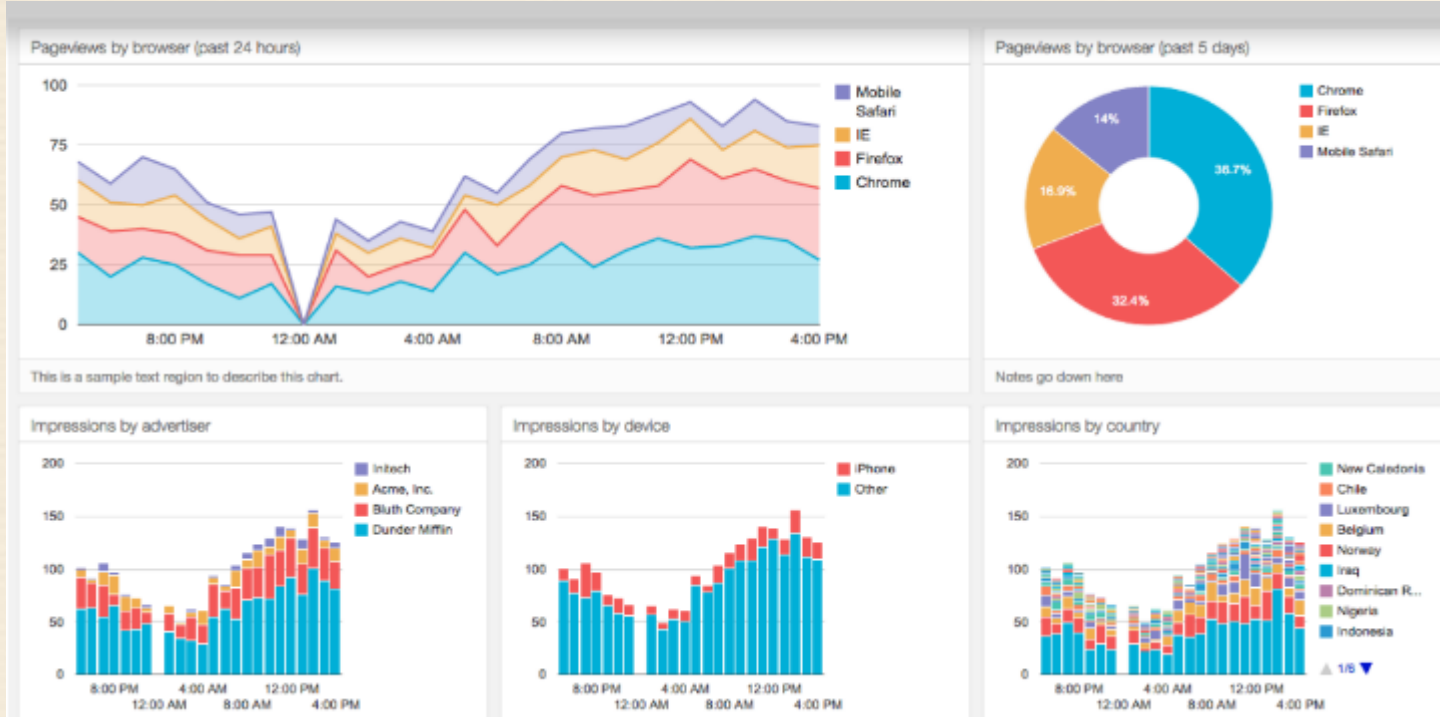 Pageviews by browser (past 24 hours)
100
75
50
25
0
8:00 PM 12:00 AM 4:00 AM 8:00 AM 12:00 PM 4:00 PM
Mobile
Safari
IE
Firefox
Chrome
This is a sample text region to describe this chart.
Pageviews by browser (past 5 days)
14%
36.7%
16.9%
32.4%
Chrome
Firefox
IE
Mobile Safari
Notes go down here
Impressions by advertiser
200
150
100
50
0
8:00 PM 4:00 AM 12:00 PM
12:00 AM 8:00 AM 4:00 PM
Initech
Acme, Inc.
Bluth Company
Dunder Mifflin
Impressions by device
200
150
100
50
0
8:00 PM 4:00 AM 12:00 PM
12:00 AM 8:00 AM 4:00 PM
iPhone
Other
Impressions by country
200
150
100
50
0
8:00 PM 4:00 AM 12:00 PM
12:00 AM 8:00 AM 4:00 PM
New Caledonia
Chile
Luxembourg
Belgium
Norway
Iraq
Dominican R...
Nigeria
Indonesia
1/6